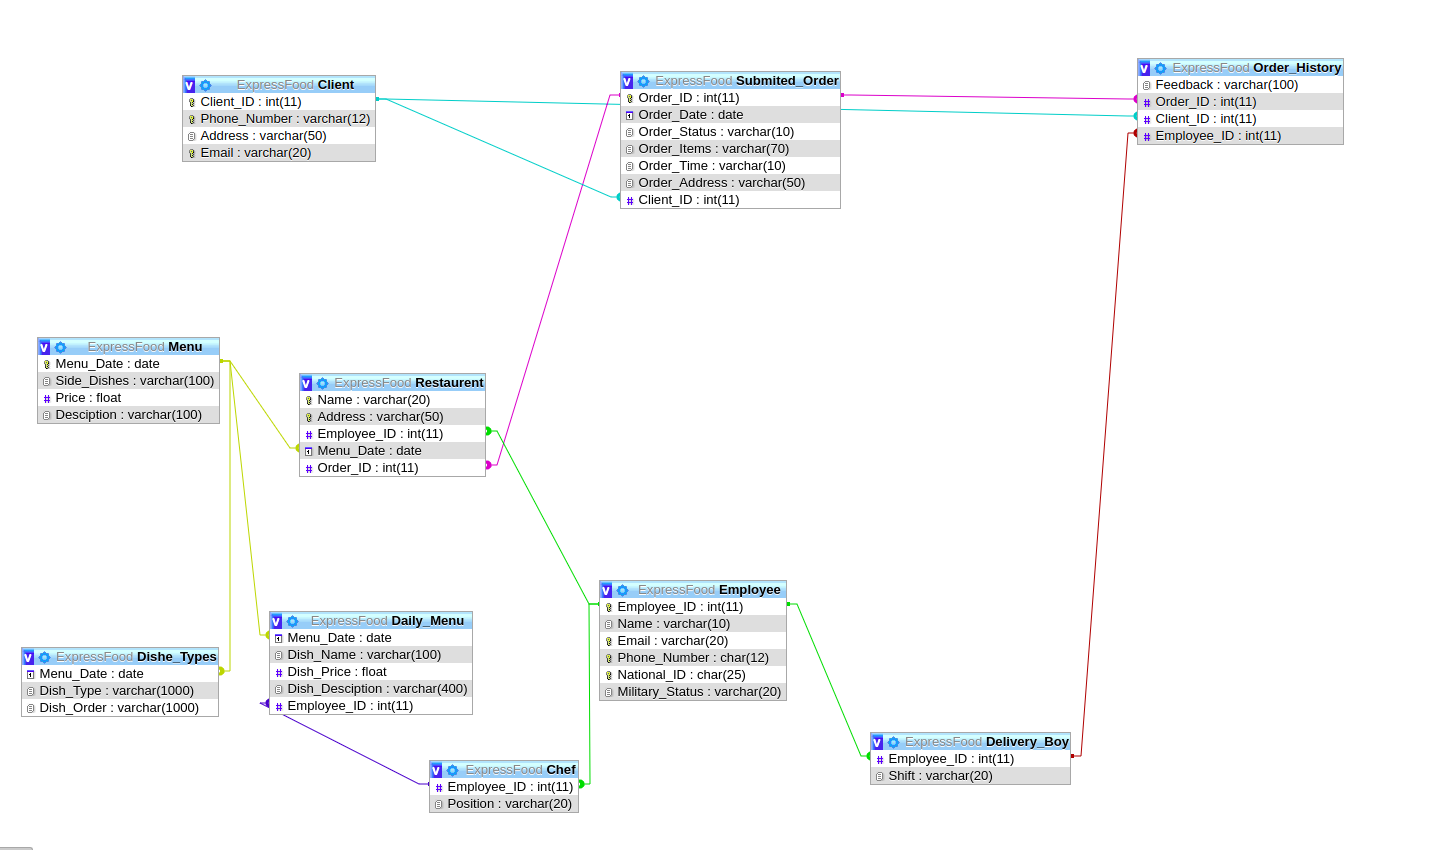 ExpressFood Client
Client_ID : int(11)
Phone_Number : varchar(12)
Address : varchar(50)
Email : varchar(20)
ExpressFood Submited_Order
Order_ID : int(11)
Order_Date : date
Order_Status : varchar(10)
Order_Items : varchar(70)
Order_Time : varchar(10)
Order_Address : varchar(50)
Client_ID : int(11)
ExpressFood Order_History
Feedback : varchar(100)
Order_ID : int(11)
Client_ID : int(11)
Employee_ID : int(11)
ExpressFood Menu
Menu_Date : date
Side_Dishes : varchar(100)
Price : float
Desciption : varchar(100)
ExpressFood Restaurent
Name : varchar(20)
Address : varchar(50)
Employee_ID : int(11)
Menu_Date : date
Order_ID : int(11)
ExpressFood Employee
Employee_ID : int(11)
Name : varchar(10)
Email : varchar(20)
Phone_Number : char(12)
National_ID : char(25)
Military_Status : varchar(20)
ExpressFood Daily_Menu
Menu_Date : date
Dish_Name : varchar(100)
Dish_Price : float
Dish_Desciption : varchar(400)
Employee_ID : int(11)
ExpressFood Dishe_Types
Menu_Date : date
Dish_Type : varchar(1000)
Dish_Order : varchar(1000)
ExpressFood Chef
Employee_ID : int(11)
Position : varchar(20)
ExpressFood Delivery_Boy
Employee_ID : int(11)
Shift : varchar(20)